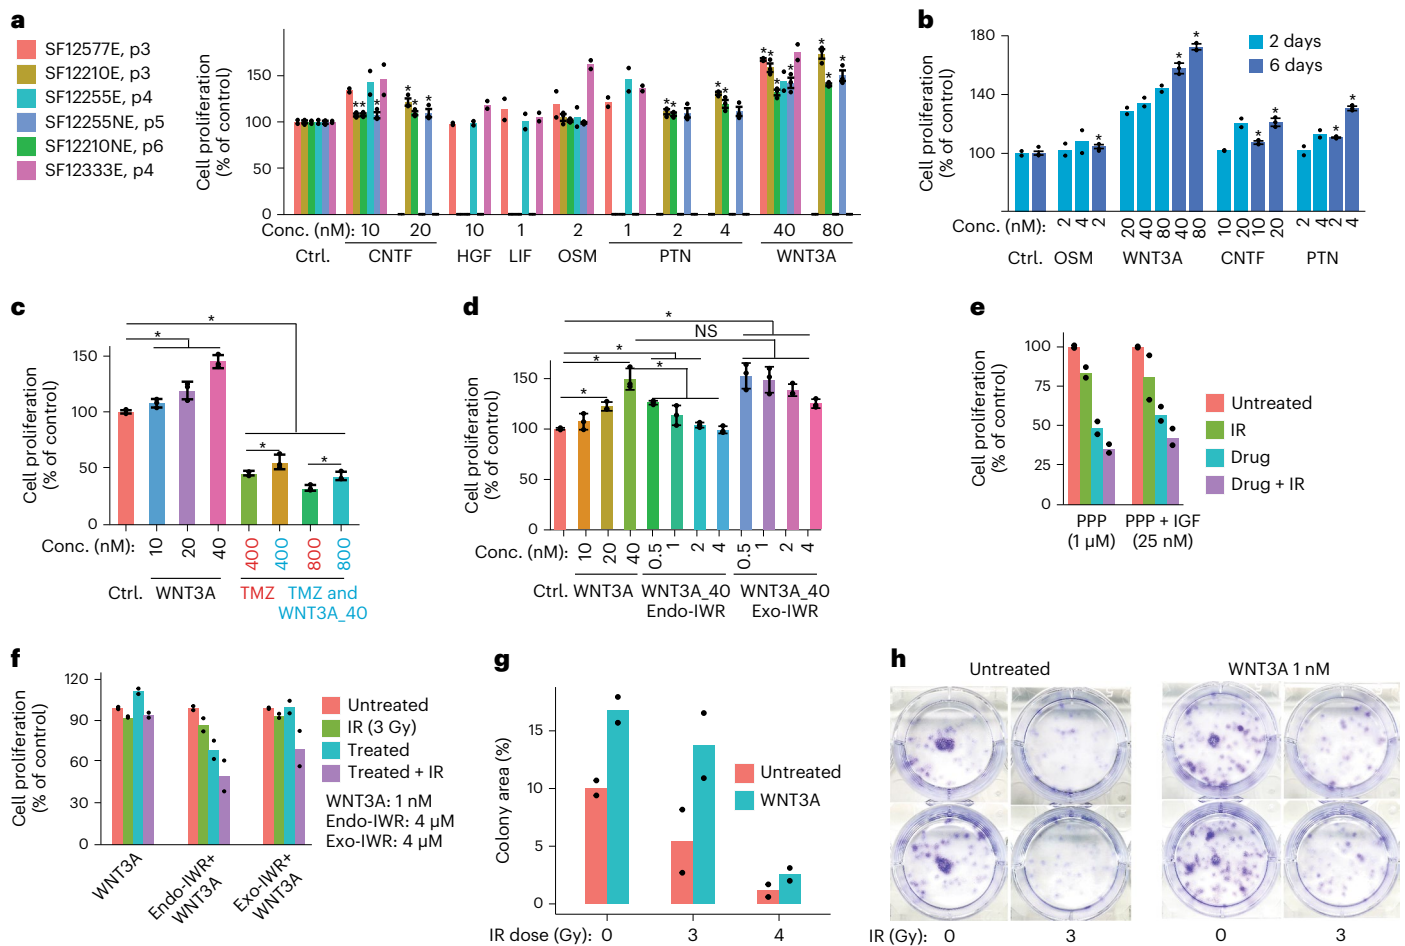 a
SF12577E, p3
SF12210E, p3
SF12255E, p4
SF12255NE, p5
SF12210NE, p6
SF12333E, p4
Cell proliferation
(% of control)
150
100
50
0
* * * * * * * * * * * * * * * * * * * *
Conc. (nM): 10 20 10 1 2 1 2 4 40 80
Ctrl. CNTF HGF LIF OSM PTN WNT3A
b
2 days
6 days
Cell proliferation
(% of control)
180
140
100
* * * * * * *
Conc. (nM): 2 4 2 20 40 80 40 80 10 20 10 20 2 4 2 4
Ctrl. OSM WNT3A CNTF PTN
c
Cell proliferation
(% of control)
150
100
50
0
* * * *
Conc. (nM): 10 20 40 400 400 800 800
Ctrl. WNT3A TMZ TMZ and
WNT3A_40
d
Cell proliferation
(% of control)
150
100
50
0
* NS
* * * *
Conc. (nM): 10 20 40 0.5 1 2 4 0.5 1 2 4
Ctrl. WNT3A WNT3A_40 WNT3A_40
Endo-IWR Exo-IWR
e
Cell proliferation
(% of control)
100
75
50
25
0
PPP PPP + IGF
(1 µM) (25 nM)
Untreated
IR
Drug
Drug + IR
f
Cell proliferation
(% of control)
120
90
60
30
0
WNT3A
Endo-IWR+
WNT3A
Exo-IWR+
WNT3A
Untreated
IR (3 Gy)
Treated
Treated + IR
WNT3A: 1 nM
Endo-IWR: 4 µM
Exo-IWR: 4 µM
g
Colony area (%)
15
10
5
0
Untreated
WNT3A
IR dose (Gy): 0 3 4
h
Untreated WNT3A 1 nM
IR (Gy): 0 3 0 3